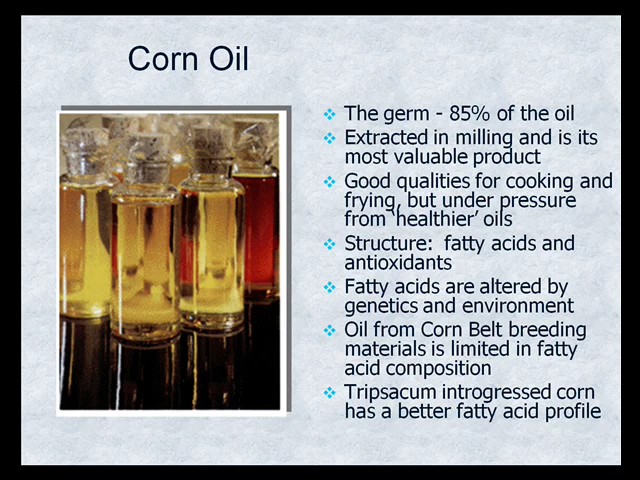 Corn Oil
❖ The germ - 85% of the oil
❖ Extracted in milling and is its
most valuable product
❖ Good qualities for cooking and
frying, but under pressure
from ‘healthier’ oils
❖ Structure: fatty acids and
antioxidants
❖ Fatty acids are altered by
genetics and environment
❖ Oil from Corn Belt breeding
materials is limited in fatty
acid composition
❖ Tripsacum introgressed corn
has a better fatty acid profile